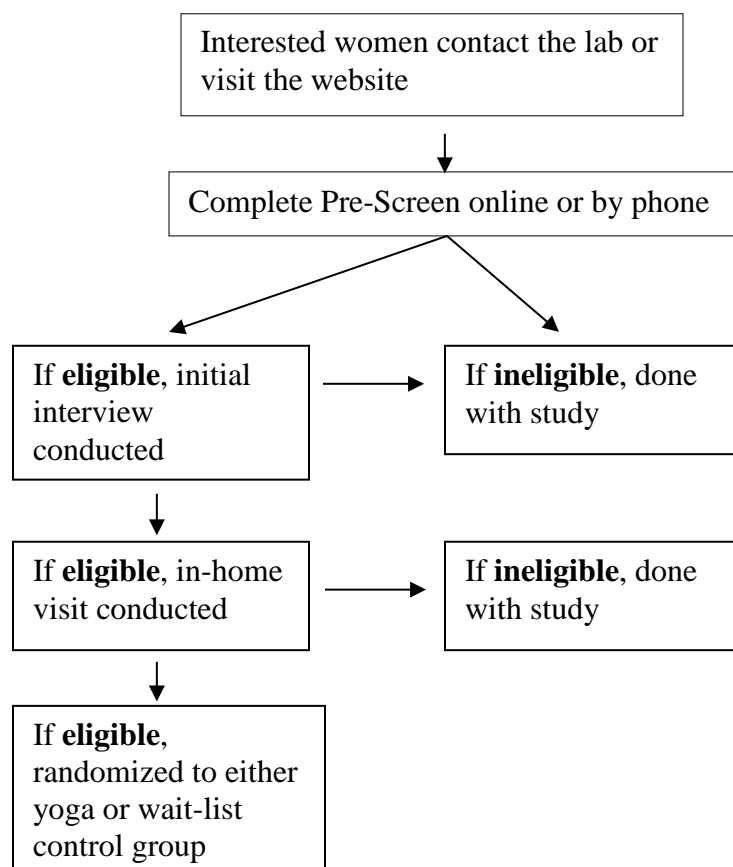 Interested women contact the lab or
visit the website
Complete Pre-Screen online or by phone
If eligible, initial
interview
conducted
If ineligible, done
with study
If eligible, in-home
visit conducted
If ineligible, done
with study
If eligible,
randomized to either
yoga or wait-list
control group